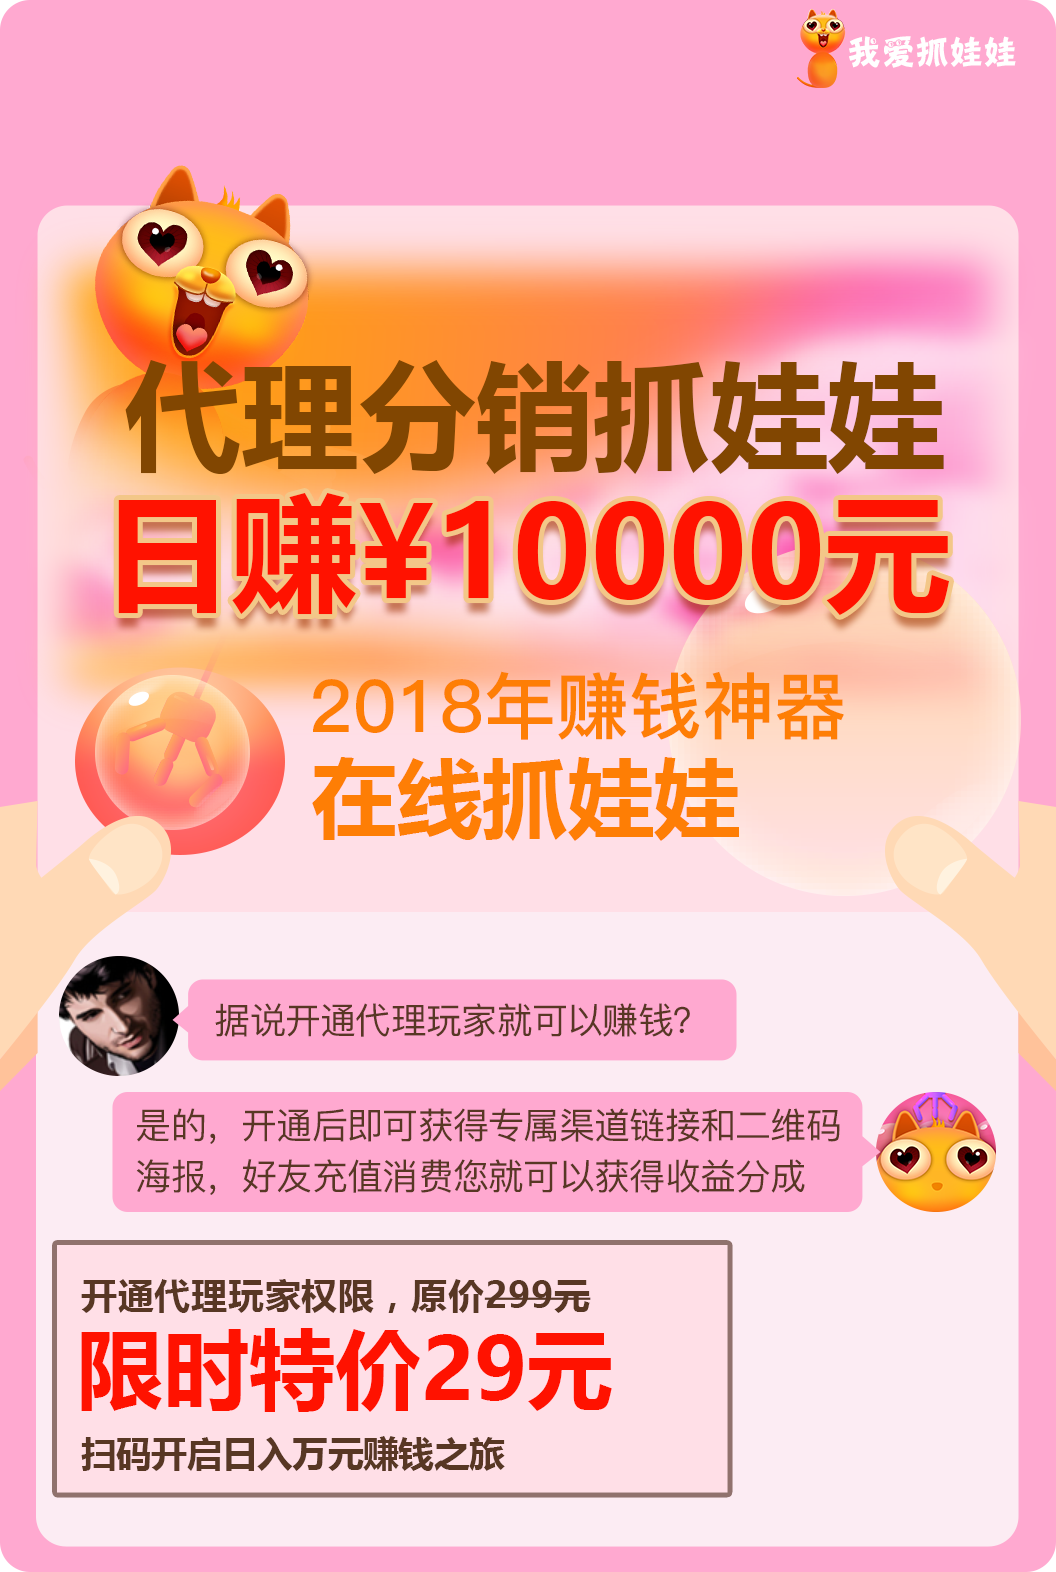 我爱抓娃娃
代理分销抓娃娃
日赚¥10000元
2018年赚钱神器
在线抓娃娃
据说开通代理玩家就可以赚钱？
是的，开通后即可获得专属渠道链接和二维码
海报，好友充值消费您就可以获得收益分成
开通代理玩家权限，原价299元
限时特价29元
扫码开启日入万元赚钱之旅